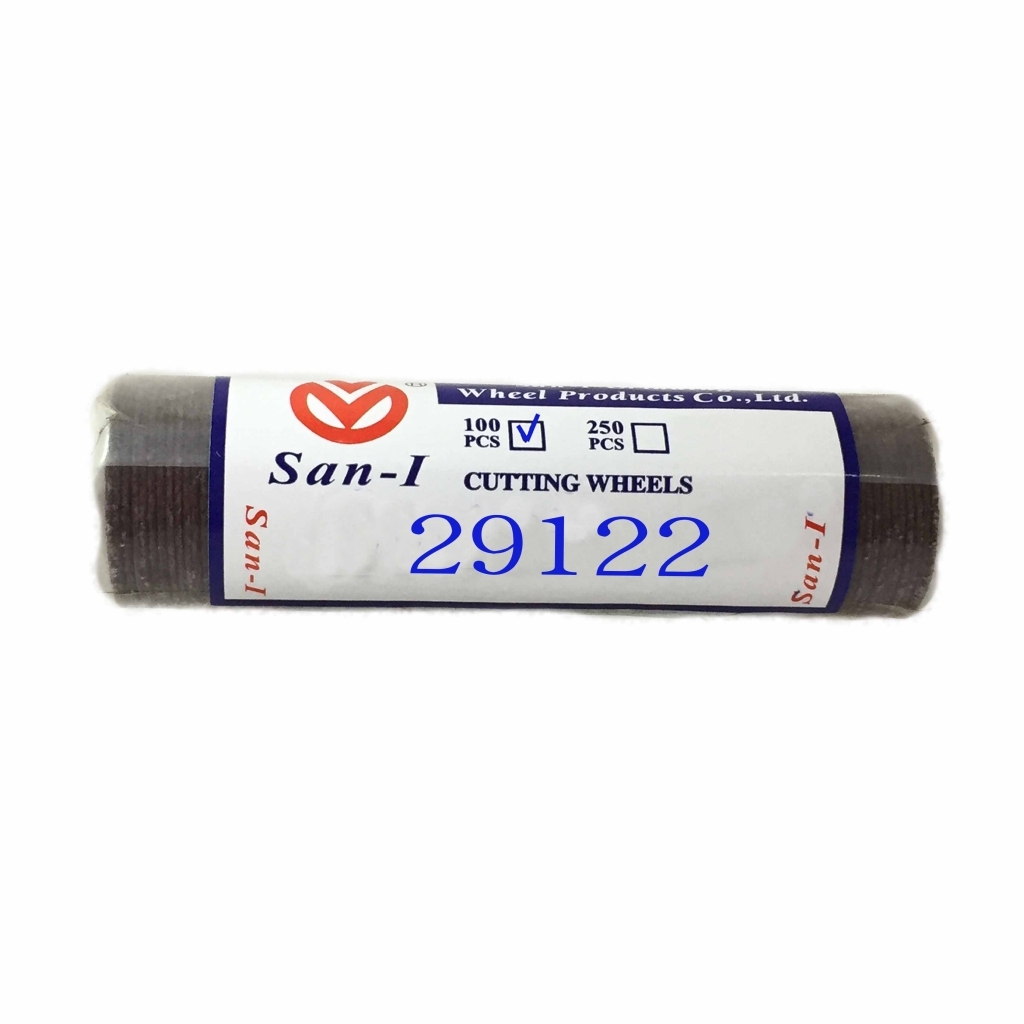 Wheel Products Co.,Ltd.
100 PCS ☑ 250 PCS ☐
San-I
CUTTING WHEELS
29122
San-I
San-I